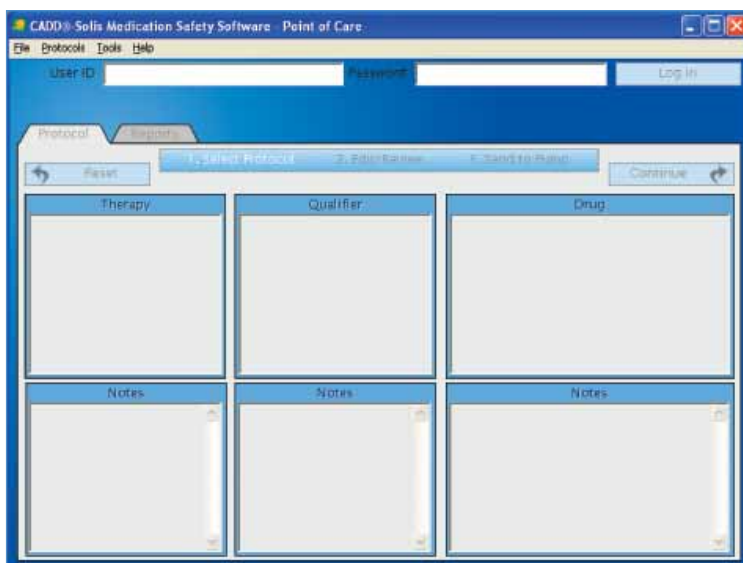 CADD®-Solis Medication Safety Software - Point of Care
File Protocols Tools Help
User ID Password Log In
Protocol Reports
1. Select Protocol 2. Edit/Review 3. Send to Pump
Reset Continue
Therapy Qualifier Drug
Notes Notes Notes